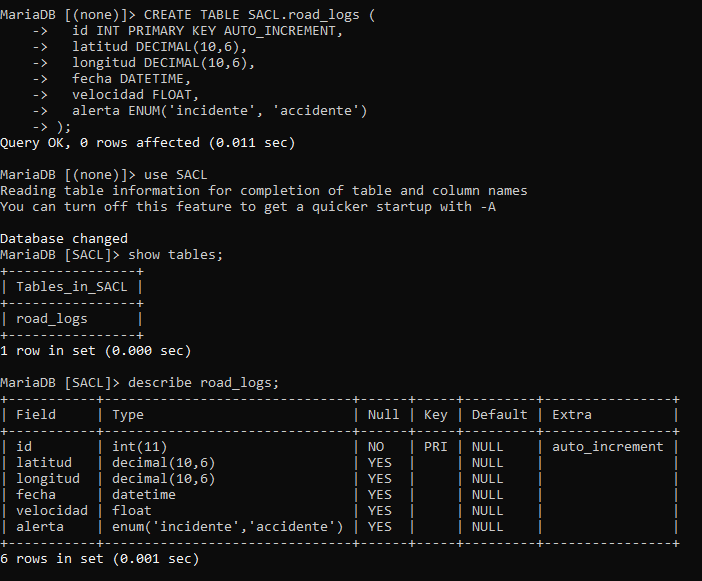 MariaDB [(none)]> CREATE TABLE SACL.road_logs (
    ->    id INT PRIMARY KEY AUTO_INCREMENT,
    ->    latitud DECIMAL(10,6),
    ->    longitud DECIMAL(10,6),
    ->    fecha DATETIME,
    ->    velocidad FLOAT,
    ->    alerta ENUM('incidente', 'accidente')
    -> );
Query OK, 0 rows affected (0.011 sec)

MariaDB [(none)]> use SACL
Reading table information for completion of table and column names
You can turn off this feature to get a quicker startup with -A

Database changed
MariaDB [SACL]> show tables;
+----------------+
| Tables_in_SACL |
+----------------+
| road_logs      |
+----------------+
1 row in set (0.000 sec)

MariaDB [SACL]> describe road_logs;
+-----------+-------------------------------+------+-----+---------+----------------+
| Field     | Type                          | Null | Key | Default | Extra          |
+-----------+-------------------------------+------+-----+---------+----------------+
| id        | int(11)                       | NO   | PRI | NULL    | auto_increment |
| latitud   | decimal(10,6)                 | YES  |     | NULL    |                |
| longitud  | decimal(10,6)                 | YES  |     | NULL    |                |
| fecha     | datetime                      | YES  |     | NULL    |                |
| velocidad | float                         | YES  |     | NULL    |                |
| alerta    | enum('incidente','accidente') | YES  |     | NULL    |                |
+-----------+-------------------------------+------+-----+---------+----------------+
6 rows in set (0.001 sec)